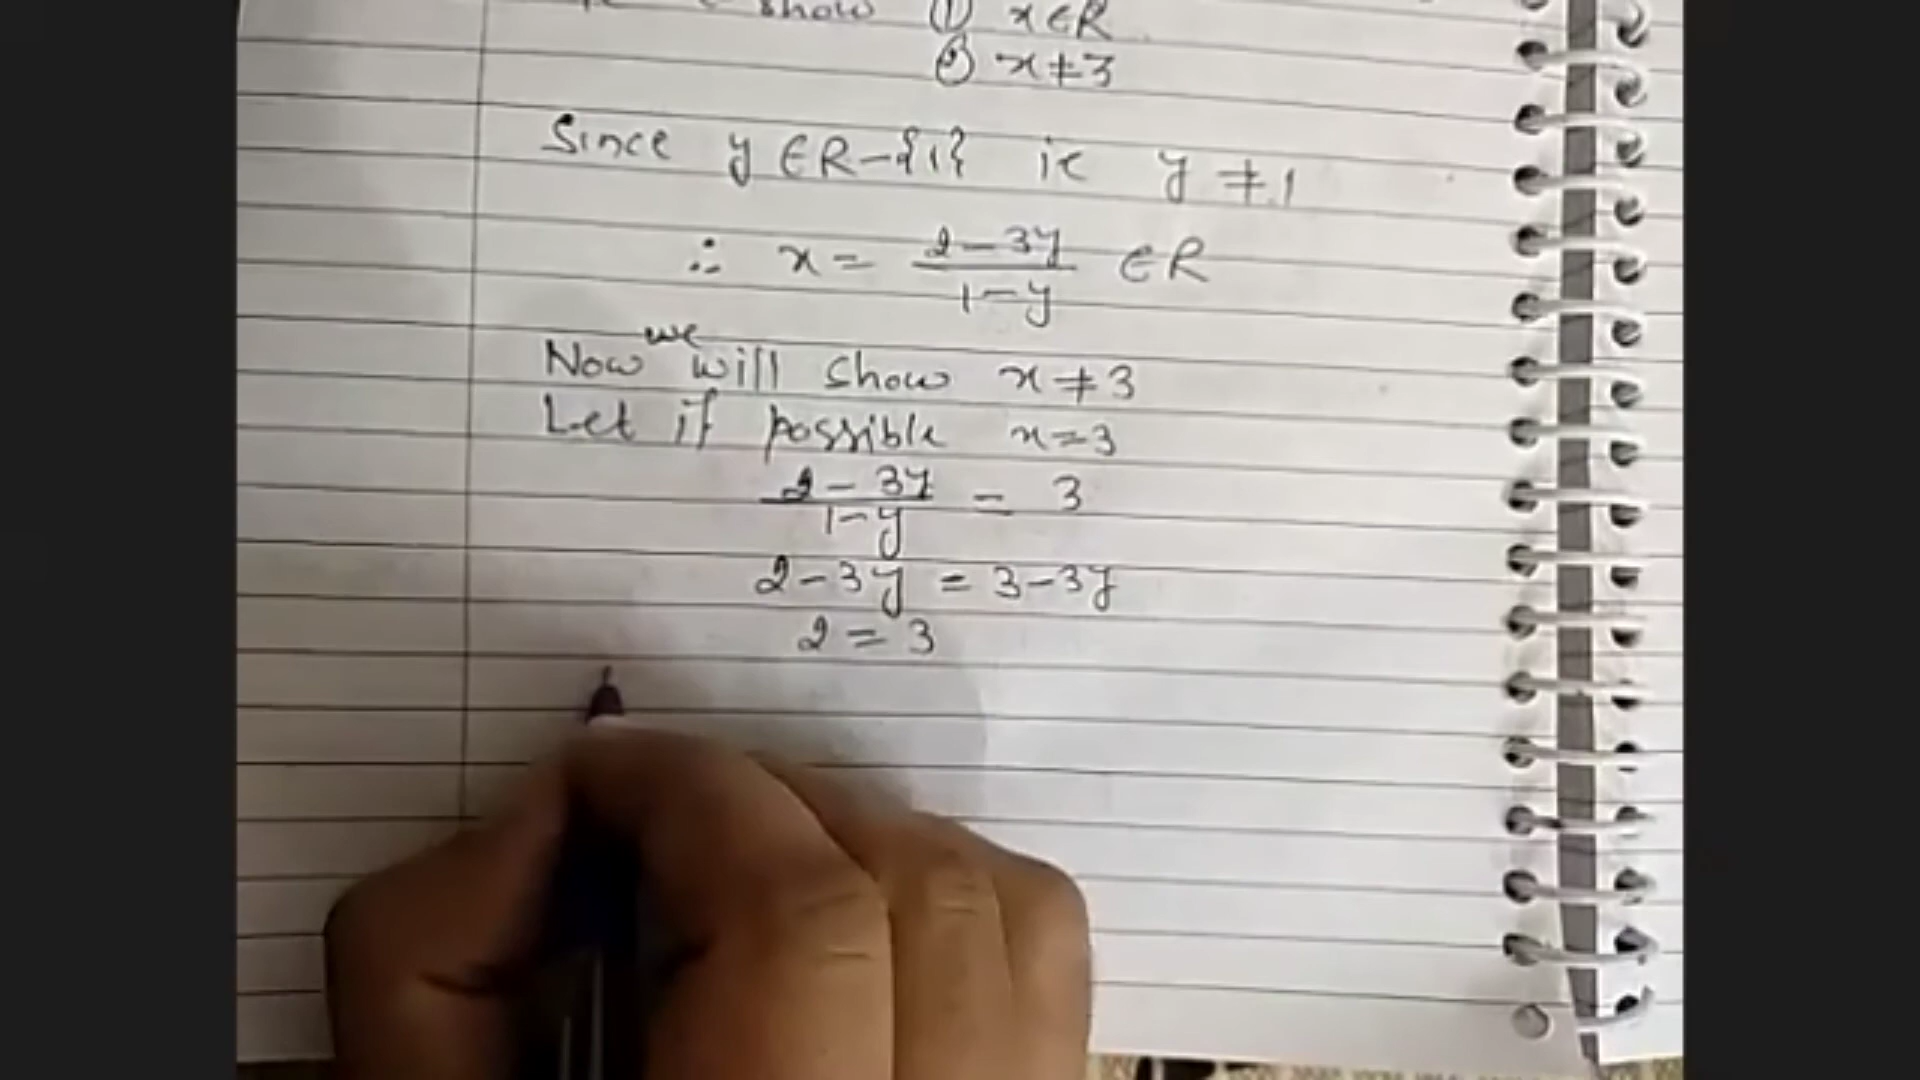 show ① x∈R
② x≠3
Since y ∈R-{1} ie y ≠ 1
∴ x = (2-3y)/(1-y) ∈R
Now we will show x≠3
Let if possible x=3
(2-3y)/(1-y) = 3
2-3y = 3-3y
2 = 3